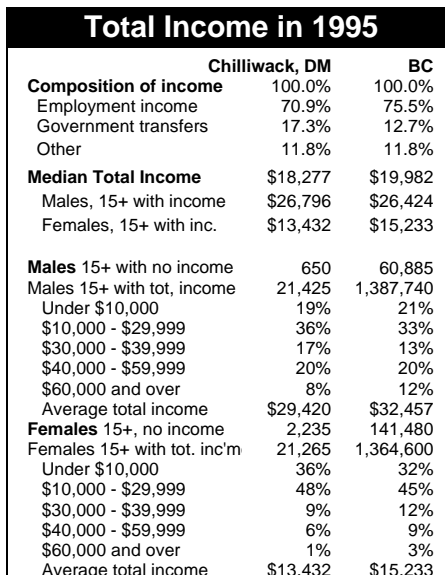 Total Income in 1995
Chilliwack, DM BC
Composition of income 100.0% 100.0%
Employment income 70.9% 75.5%
Government transfers 17.3% 12.7%
Other 11.8% 11.8%
Median Total Income $18,277 $19,982
Males, 15+ with income $26,796 $26,424
Females, 15+ with inc. $13,432 $15,233
Males 15+ with no income 650 60,885
Males 15+ with tot, income 21,425 1,387,740
Under $10,000 19% 21%
$10,000 - $29,999 36% 33%
$30,000 - $39,999 17% 13%
$40,000 - $59,999 20% 20%
$60,000 and over 8% 12%
Average total income $29,420 $32,457
Females 15+, no income 2,235 141,480
Females 15+ with tot. inc'm 21,265 1,364,600
Under $10,000 36% 32%
$10,000 - $29,999 48% 45%
$30,000 - $39,999 9% 12%
$40,000 - $59,999 6% 9%
$60,000 and over 1% 3%
Average total income $13,432 $15,233